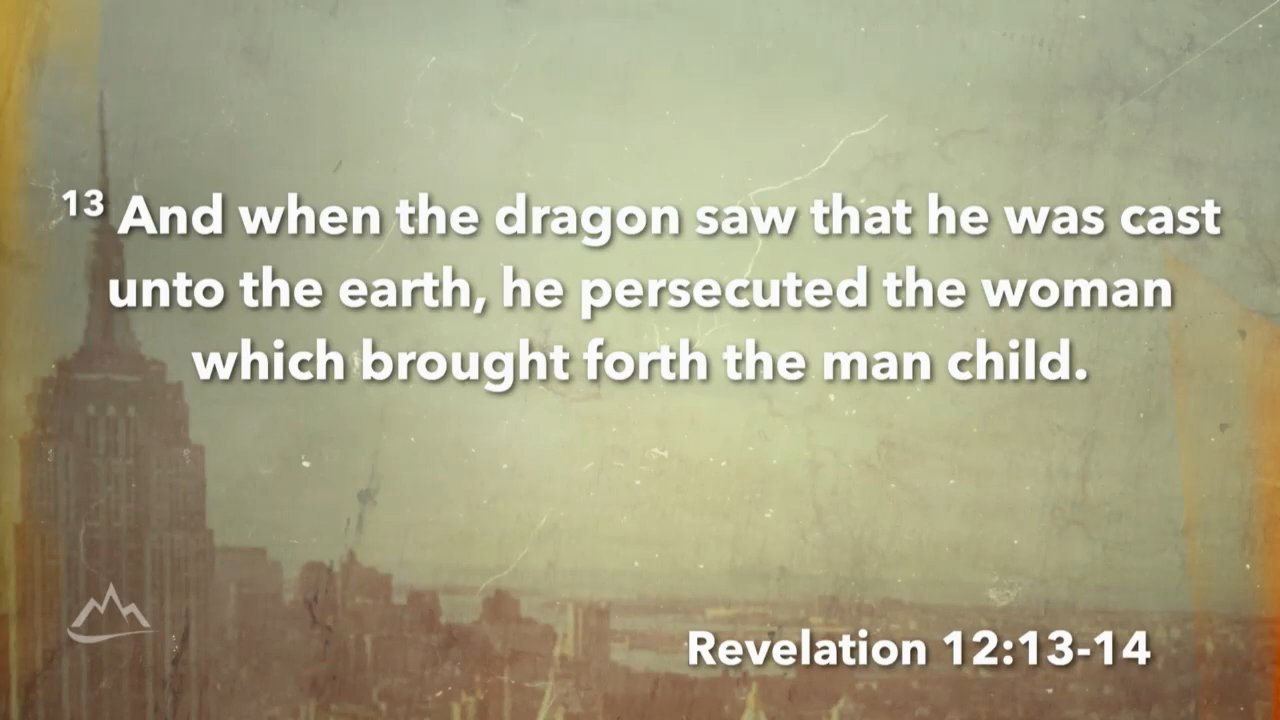 13 And when the dragon saw that he was cast
unto the earth, he persecuted the woman
which brought forth the man child.
Revelation 12:13-14